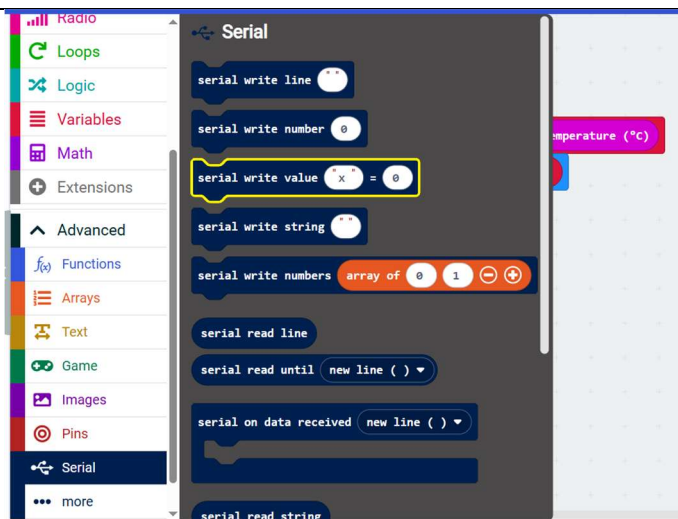 Radio
Loops
Logic
Variables
Math
Extensions
Advanced
f(x) Functions
Arrays
Text
Game
Images
Pins
Serial
more
Serial
serial write line " "
serial write number 0
serial write value "x" = 0
serial write string " "
serial write numbers array of 0 1
serial read line
serial read until new line ( )
serial on data received new line ( )
serial read string
emperature (°C)